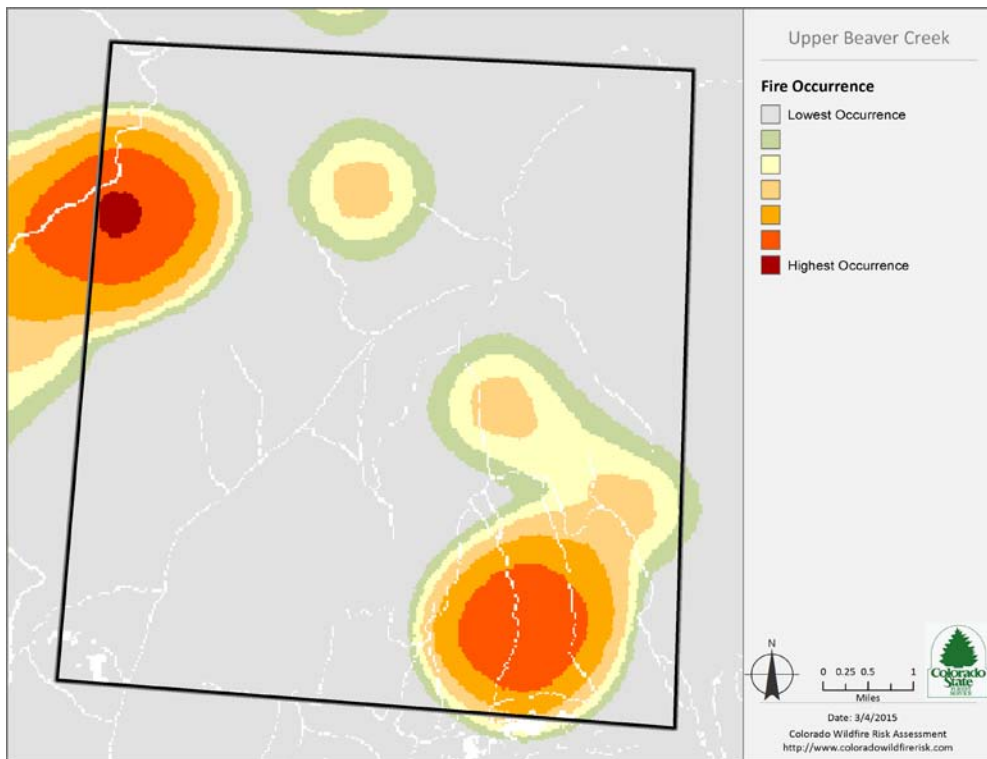 Upper Beaver Creek
Fire Occurrence
Lowest Occurrence
Highest Occurrence
N
0 0.25 0.5 1
Miles
Colorado
State
Date: 3/4/2015
Colorado Wildfire Risk Assessment
http://www.coloradowildfirerisk.com